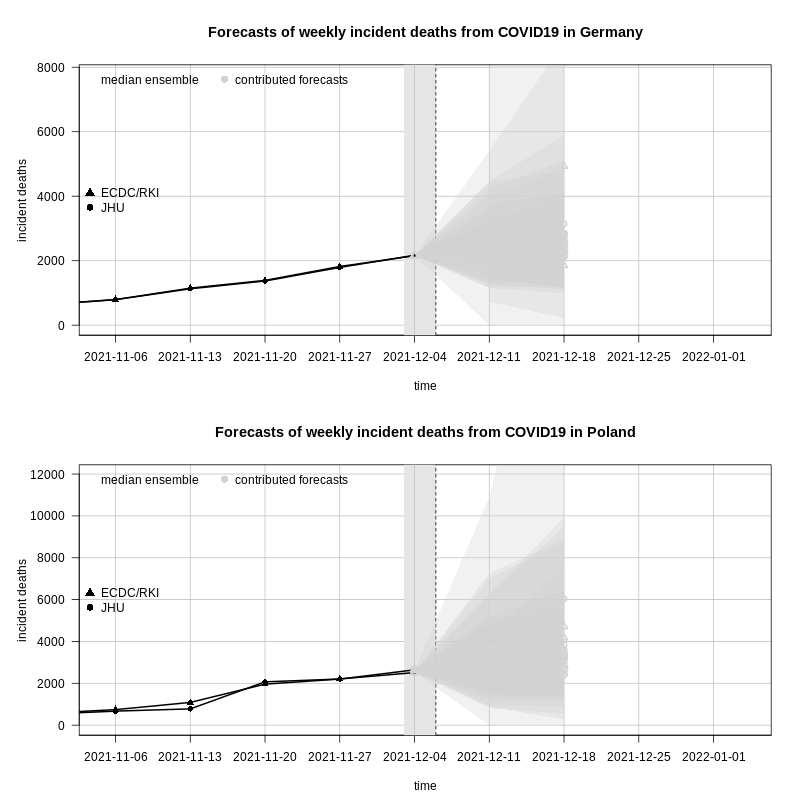 Forecasts of weekly incident deaths from COVID19 in Germany
8000
6000
4000
2000
0
incident deaths
median ensemble contributed forecasts
ECDC/RKI
JHU
2021-11-06 2021-11-13 2021-11-20 2021-11-27 2021-12-04 2021-12-11 2021-12-18 2021-12-25 2022-01-01
time
Forecasts of weekly incident deaths from COVID19 in Poland
12000
10000
8000
6000
4000
2000
0
incident deaths
median ensemble contributed forecasts
ECDC/RKI
JHU
2021-11-06 2021-11-13 2021-11-20 2021-11-27 2021-12-04 2021-12-11 2021-12-18 2021-12-25 2022-01-01
time